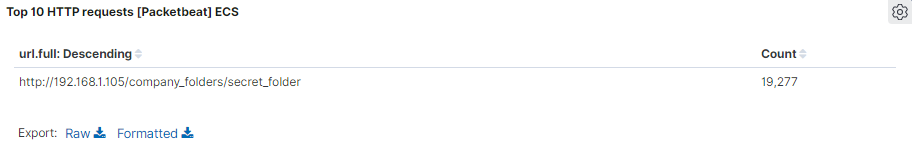 Top 10 HTTP requests [Packetbeat] ECS
url.full: Descending Count
http://192.168.1.105/company_folders/secret_folder 19,277
Export: Raw Formatted